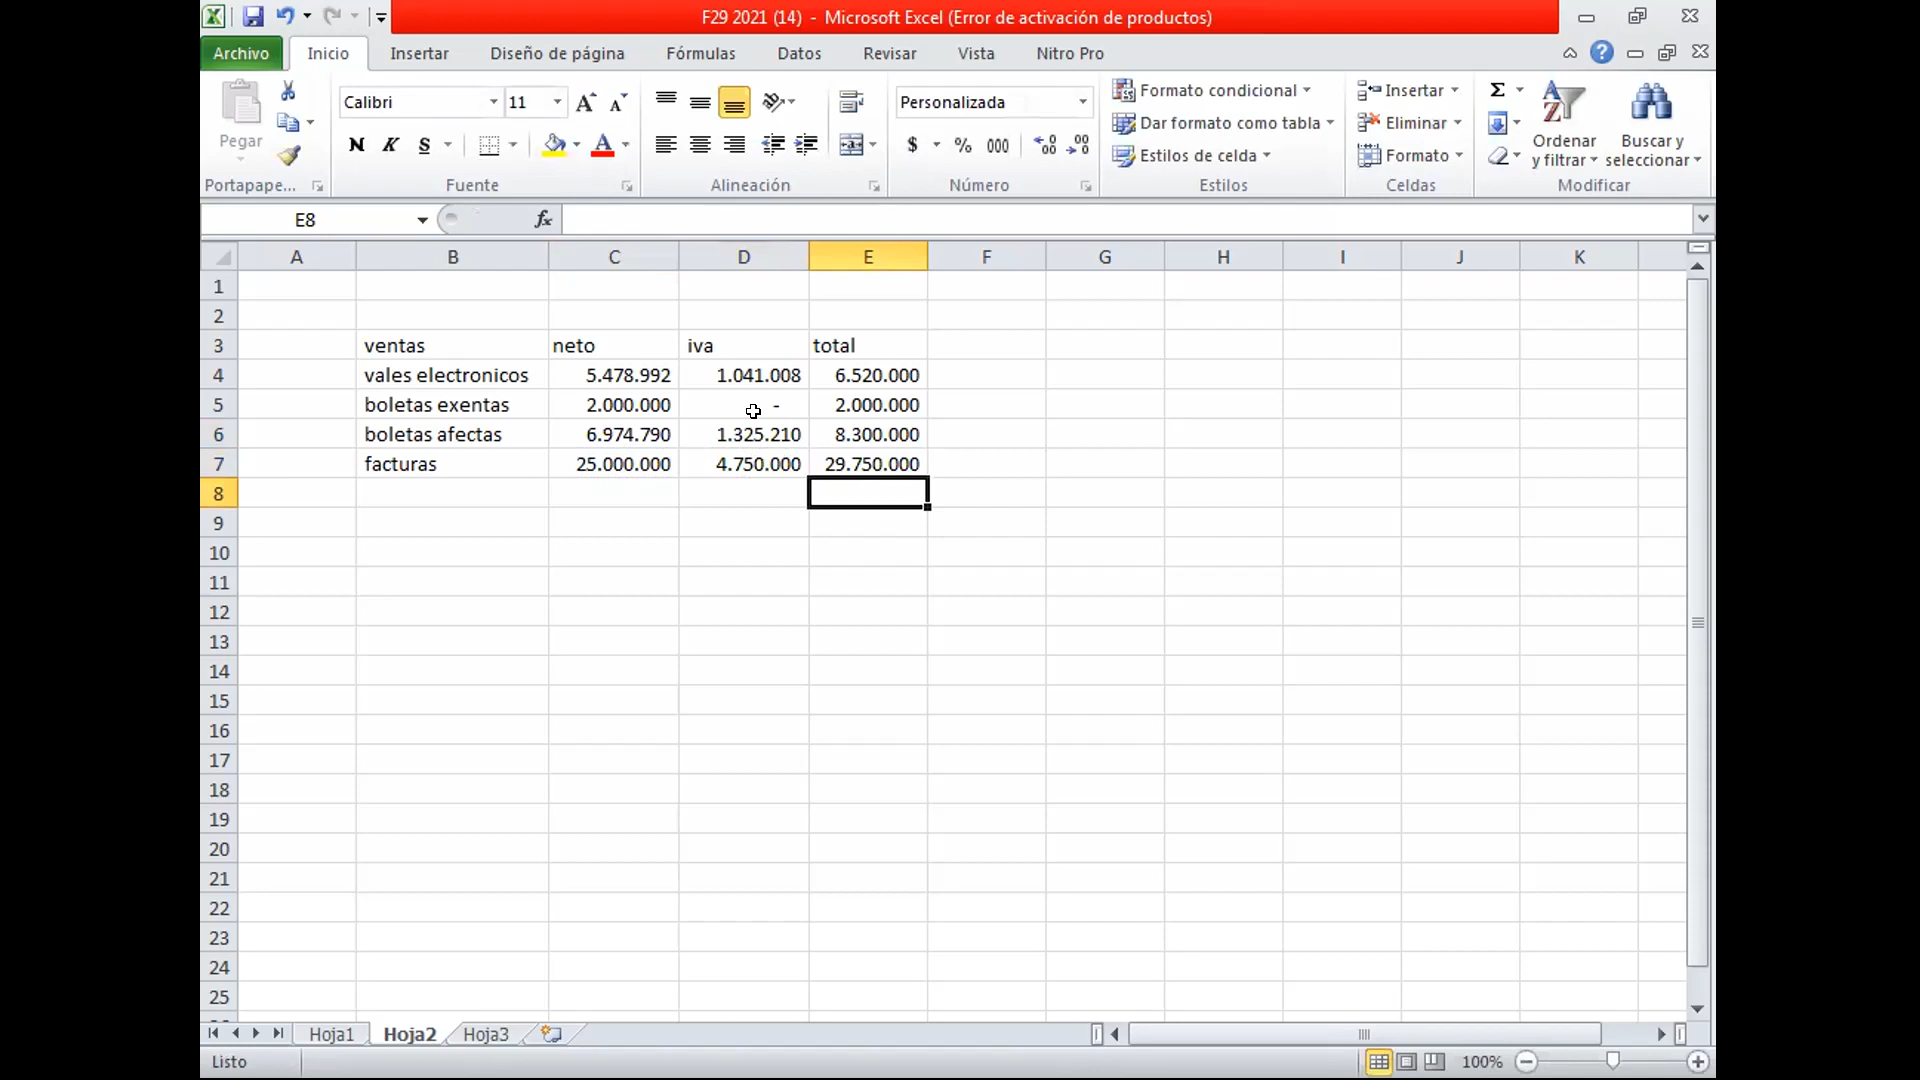 F29 2021 (14) - Microsoft Excel (Error de activación de productos)
Archivo Inicio Insertar Diseño de página Fórmulas Datos Revisar Vista Nitro Pro
Calibri 11 Personalizada Formato condicional Insertar Σ
Dar formato como tabla Eliminar
Pegar N K S A $ % 000 Estilos de celda Formato Ordenar y filtrar Buscar y seleccionar
Portapape... Fuente Alineación Número Estilos Celdas Modificar
E8 fx
A B C D E F G H I J K
1
2
3 ventas neto iva total
4 vales electronicos 5.478.992 1.041.008 6.520.000
5 boletas exentas 2.000.000 - 2.000.000
6 boletas afectas 6.974.790 1.325.210 8.300.000
7 facturas 25.000.000 4.750.000 29.750.000
8
9
10
11
12
13
14
15
16
17
18
19
20
21
22
23
24
25
Hoja1 Hoja2 Hoja3
Listo 100%